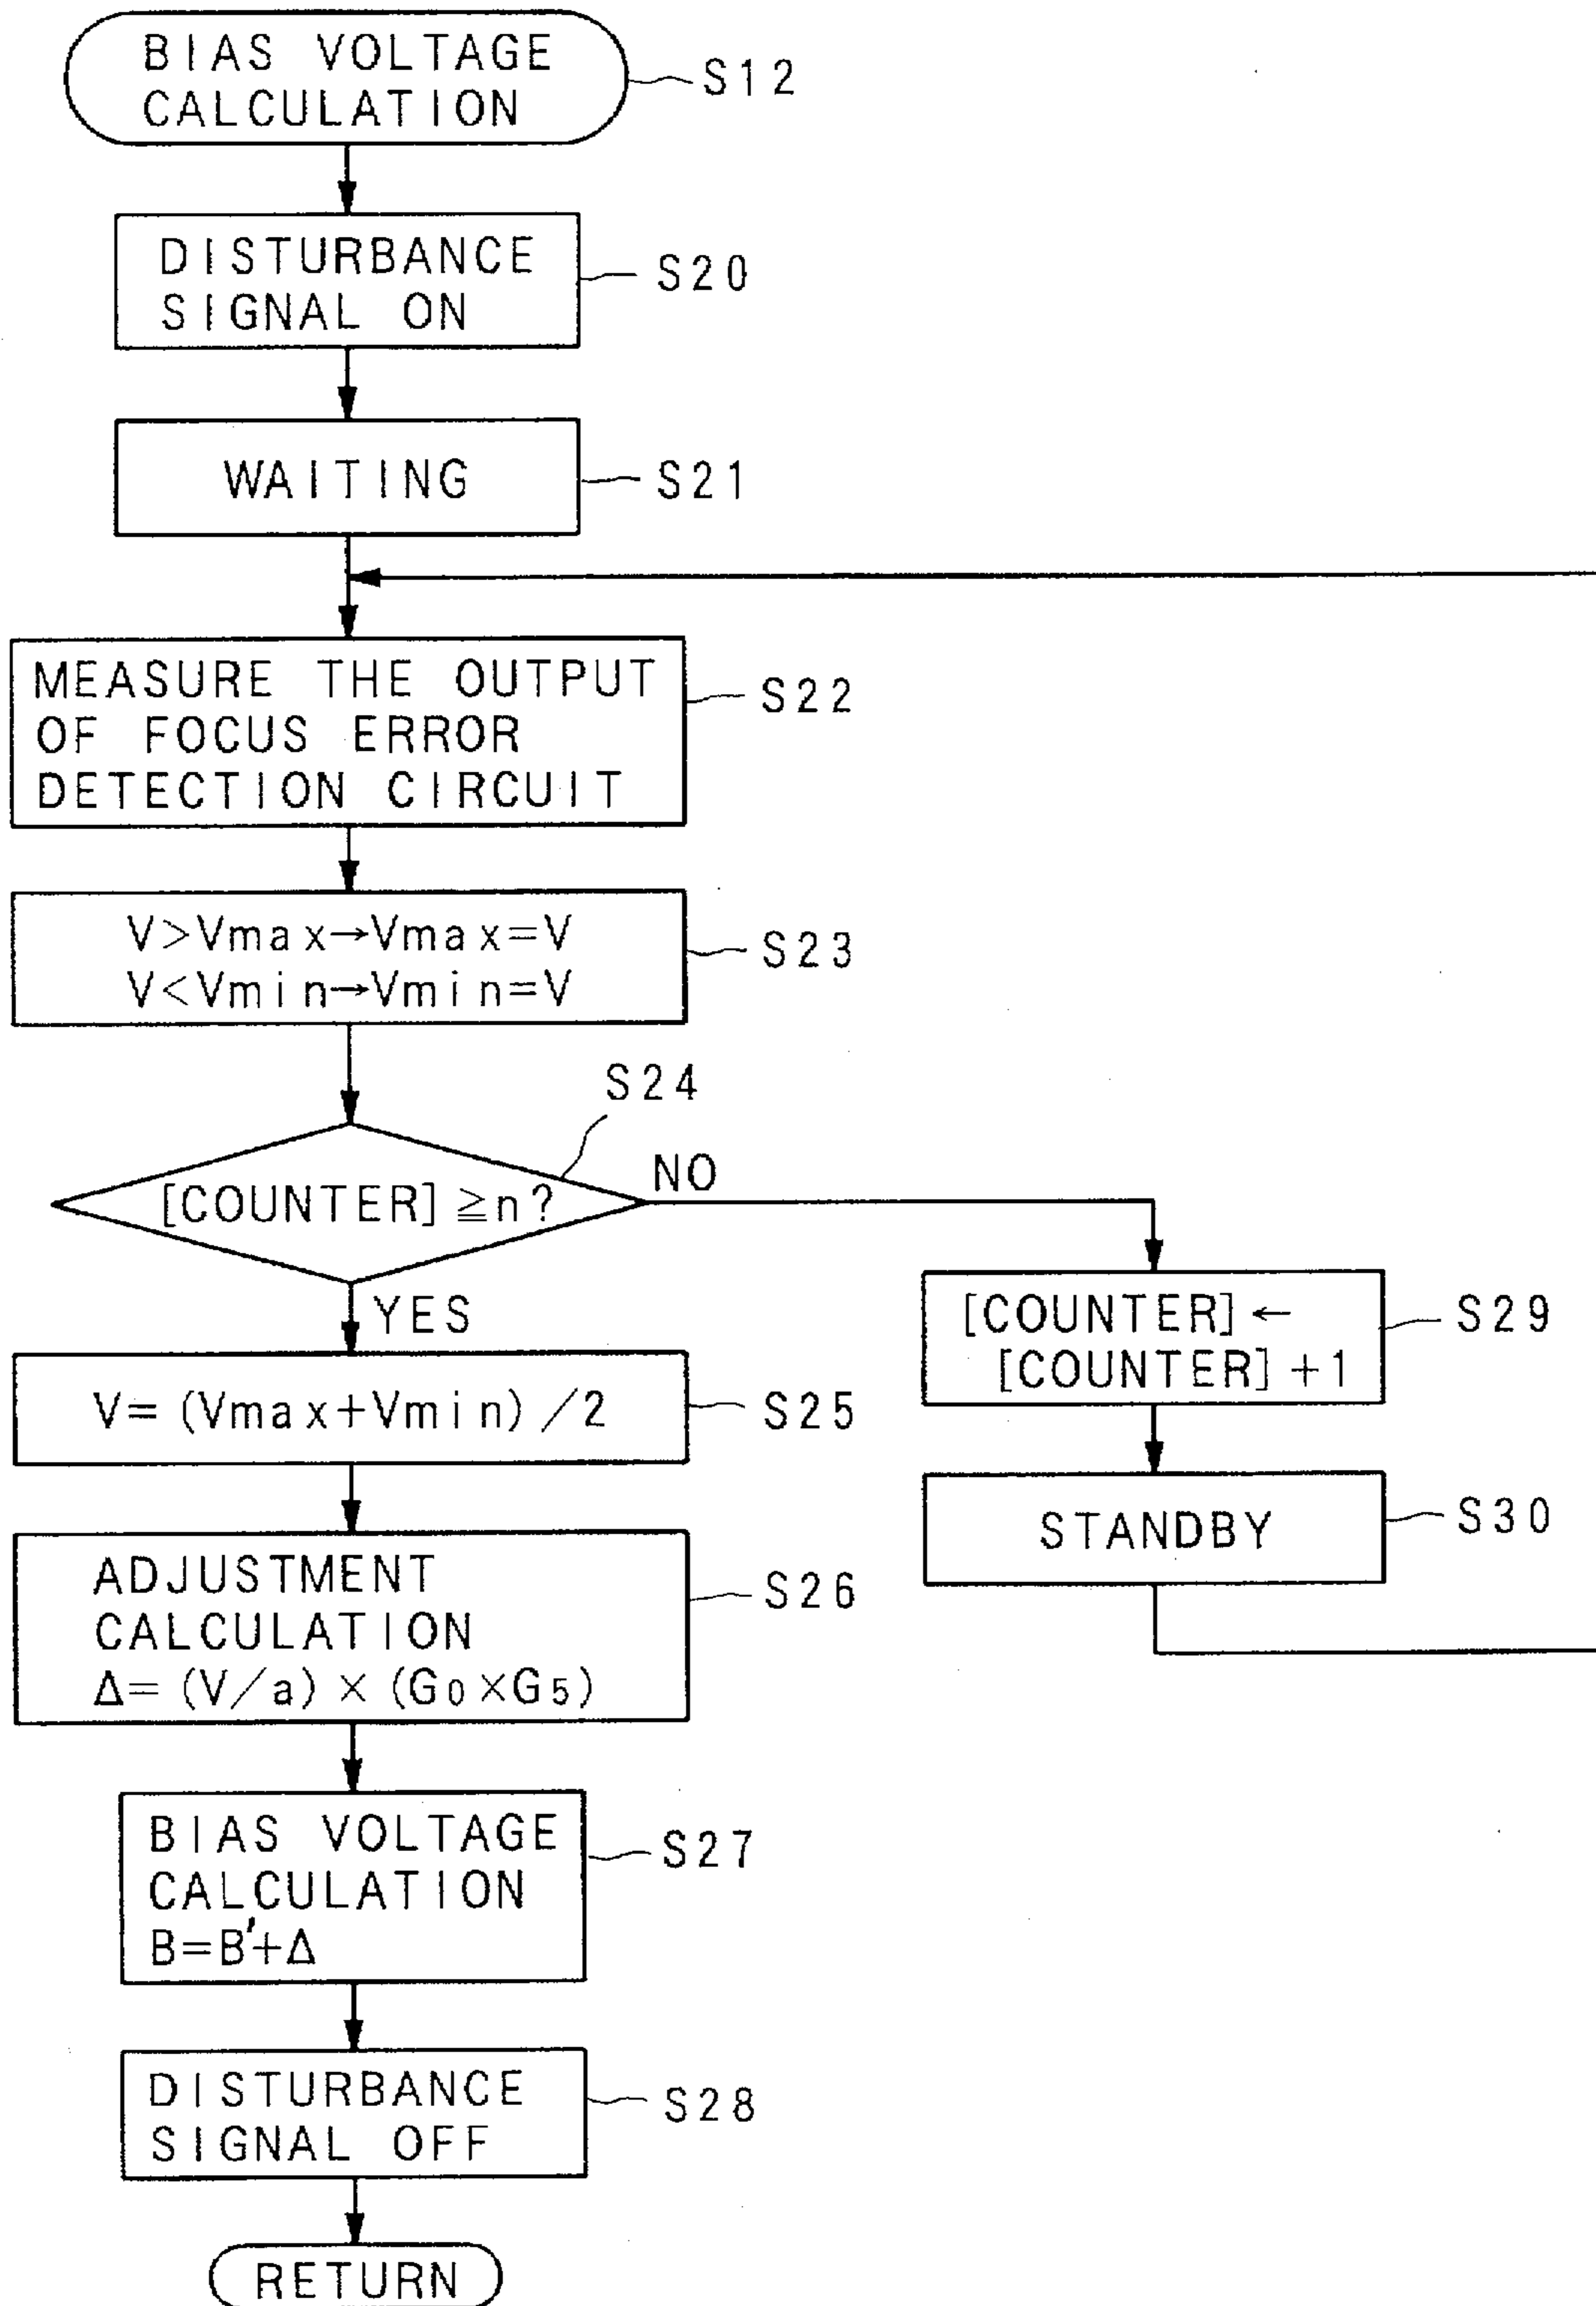 BIAS VOLTAGE
CALCULATION
S12
DISTURBANCE
SIGNAL ON
S20
WAITING
S21
MEASURE THE OUTPUT
OF FOCUS ERROR
DETECTION CIRCUIT
S22
V>Vmax→Vmax=V
V<Vmin→Vmin=V
S23
S24
[COUNTER] ≧n?
NO
YES
[COUNTER]←
[COUNTER]+1
S29
V=(Vmax+Vmin)/2
S25
STANDBY
S30
ADJUSTMENT
CALCULATION
Δ=(V/a)×(G₀×G₅)
S26
BIAS VOLTAGE
CALCULATION
B=B'+Δ
S27
DISTURBANCE
SIGNAL OFF
S28
RETURN